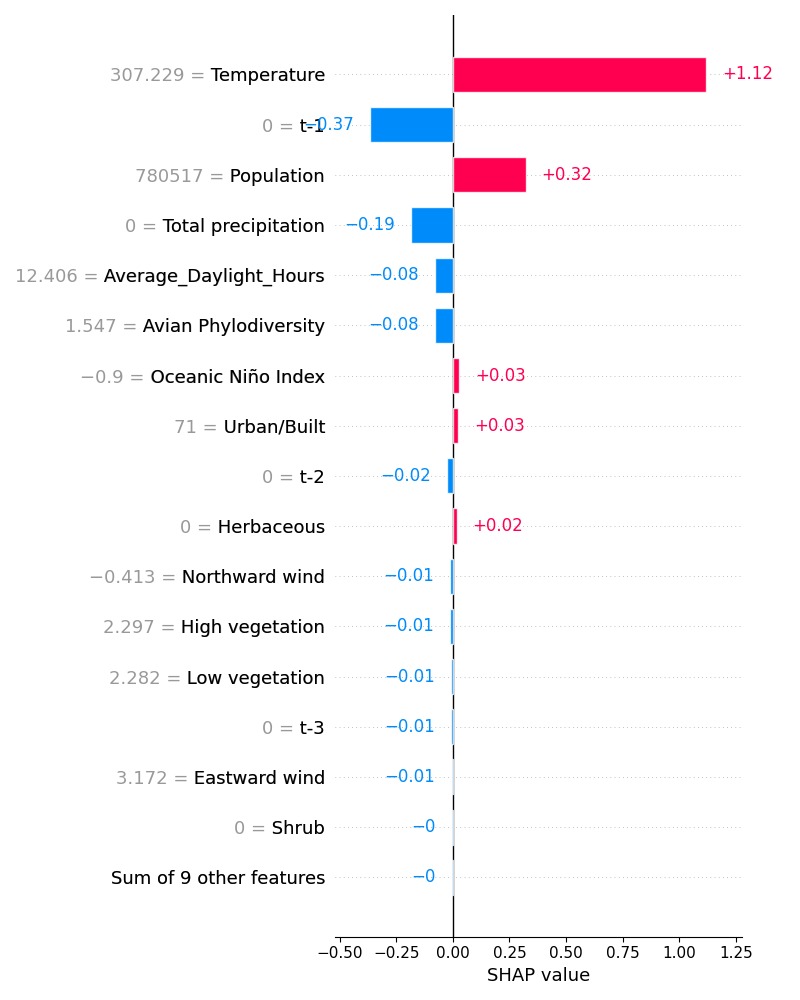 307.229 = Temperature +1.12
0 = t-1 −0.37
780517 = Population +0.32
0 = Total precipitation −0.19
12.406 = Average_Daylight_Hours −0.08
1.547 = Avian Phylodiversity −0.08
−0.9 = Oceanic Niño Index +0.03
71 = Urban/Built +0.03
0 = t-2 −0.02
0 = Herbaceous +0.02
−0.413 = Northward wind −0.01
2.297 = High vegetation −0.01
2.282 = Low vegetation −0.01
0 = t-3 −0.01
3.172 = Eastward wind −0.01
0 = Shrub −0
Sum of 9 other features −0
−0.50 −0.25 0.00 0.25 0.50 0.75 1.00 1.25
SHAP value